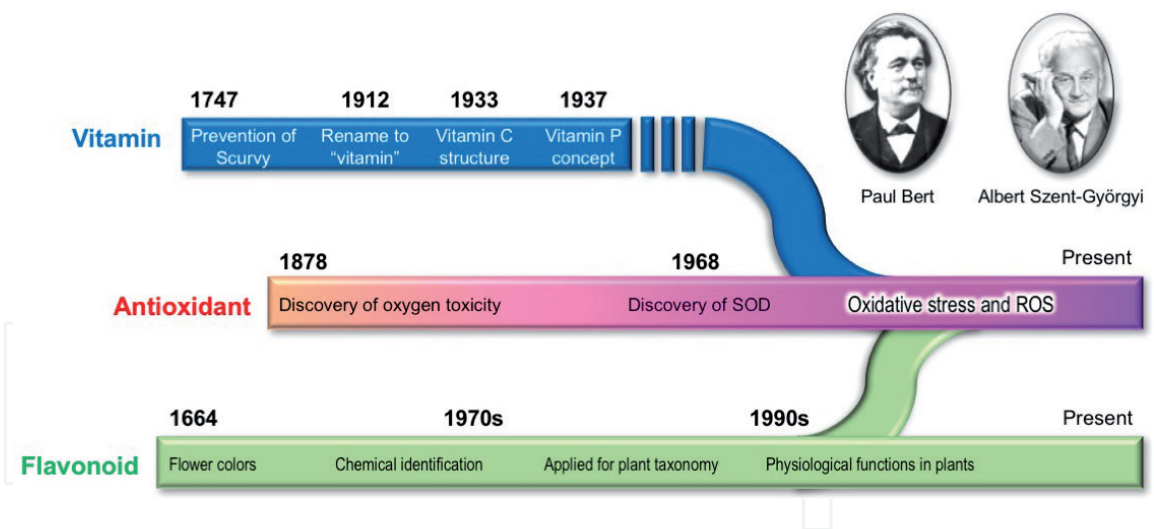 1747 1912 1933 1937
Vitamin
Prevention of Scurvy
Rename to "vitamin"
Vitamin C structure
Vitamin P concept
Paul Bert
Albert Szent-Györgyi
1878 1968 Present
Antioxidant
Discovery of oxygen toxicity
Discovery of SOD
Oxidative stress and ROS
1664 1970s 1990s Present
Flavonoid
Flower colors
Chemical identification
Applied for plant taxonomy
Physiological functions in plants